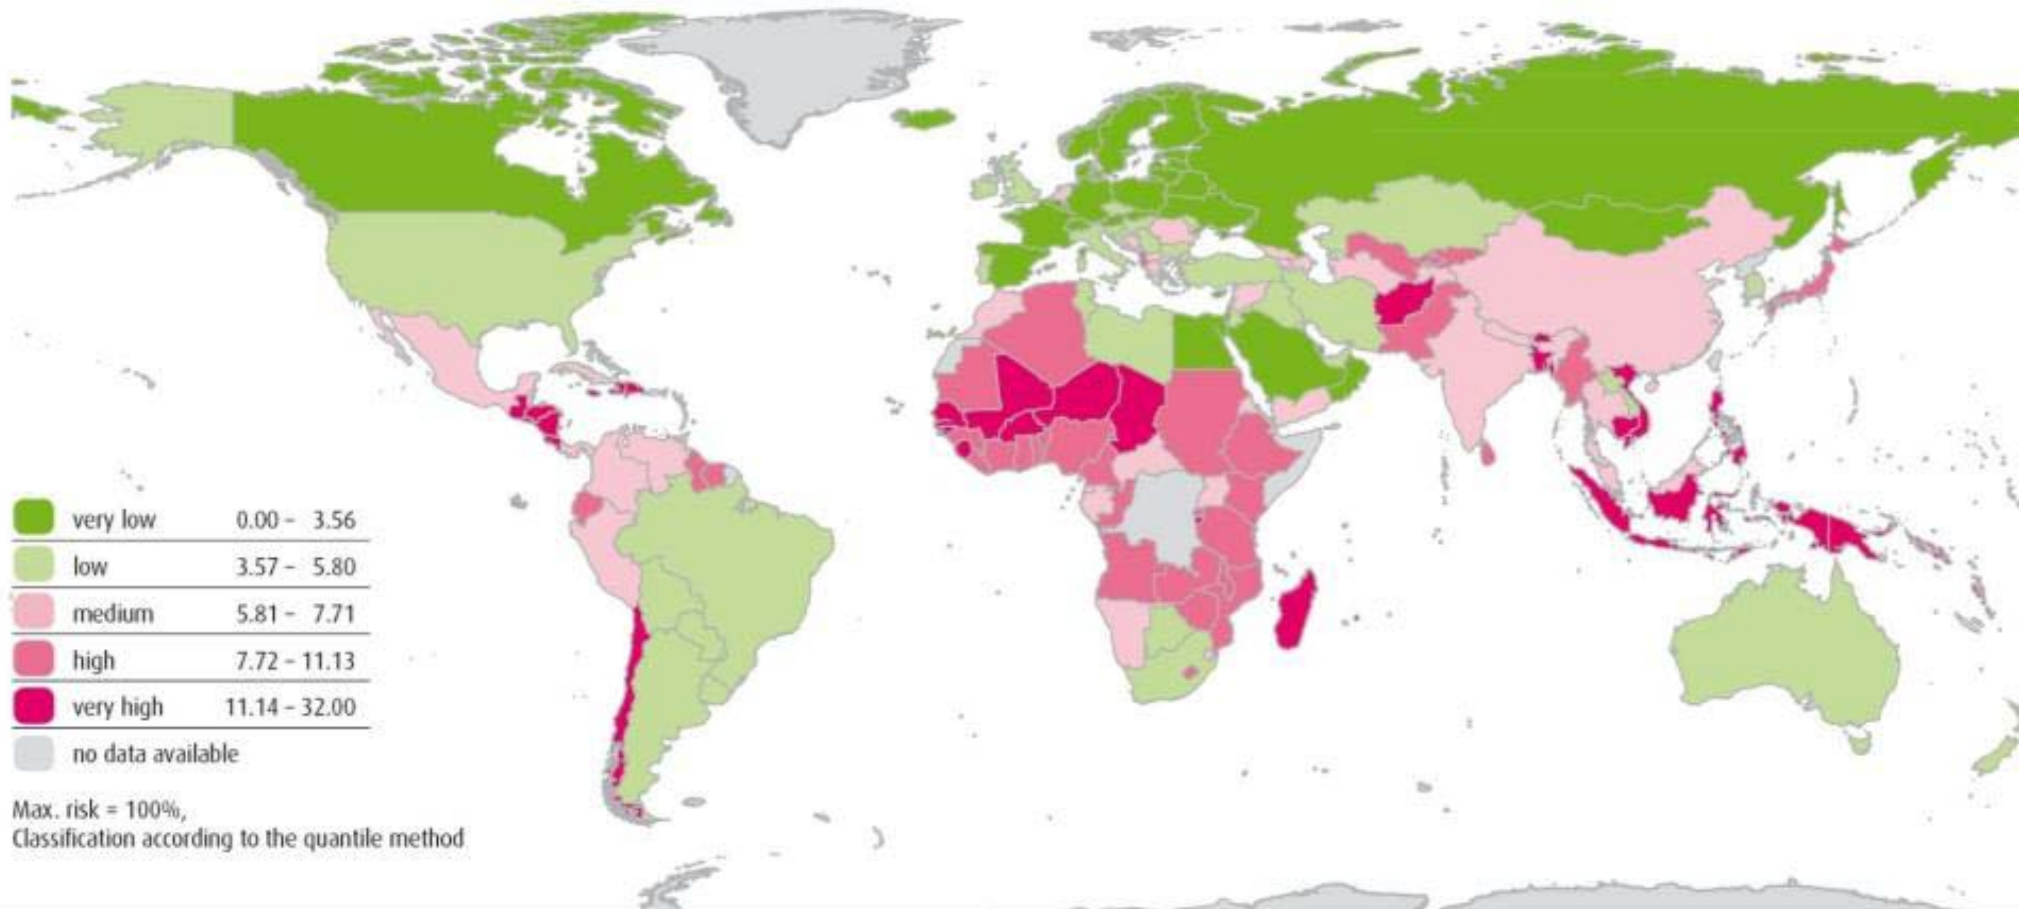 very low 0.00 – 3.56
low 3.57 – 5.80
medium 5.81 – 7.71
high 7.72 – 11.13
very high 11.14 – 32.00
no data available
Max. risk = 100%,
Classification according to the quantile method